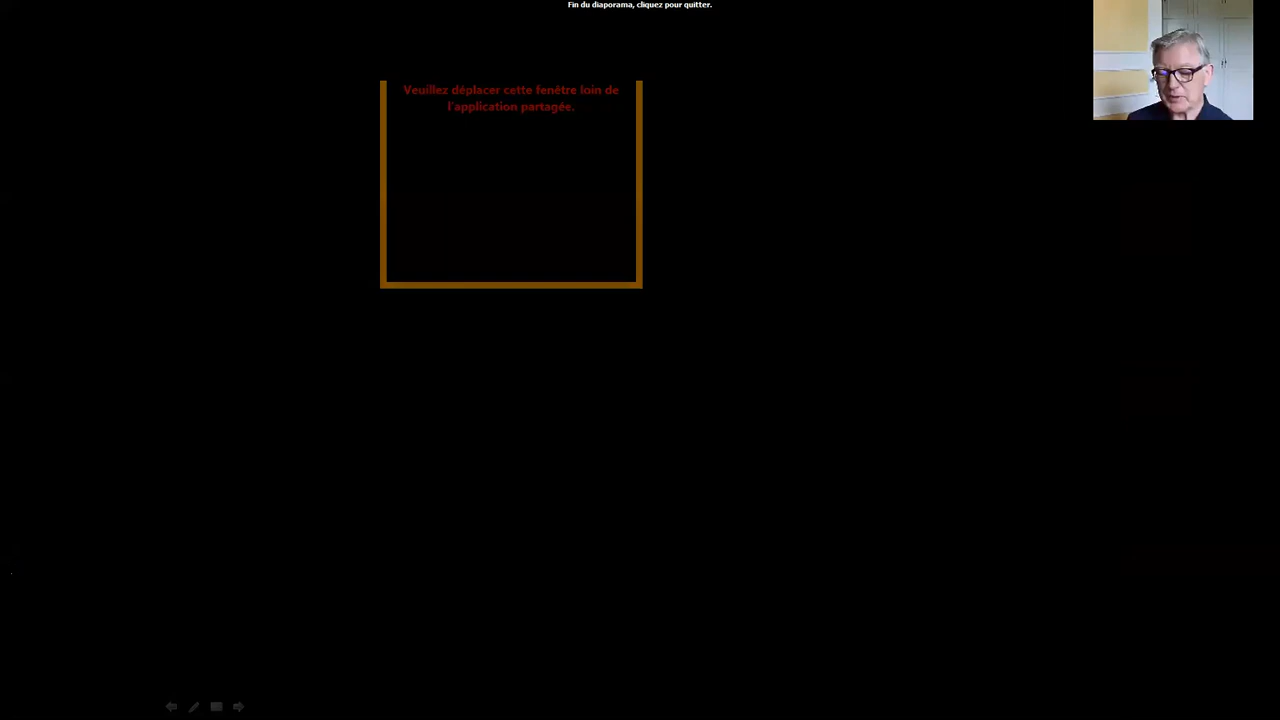 Fin du diaporama, cliquez pour quitter.
Veuillez déplacer cette fenêtre loin de
l'application partagée.